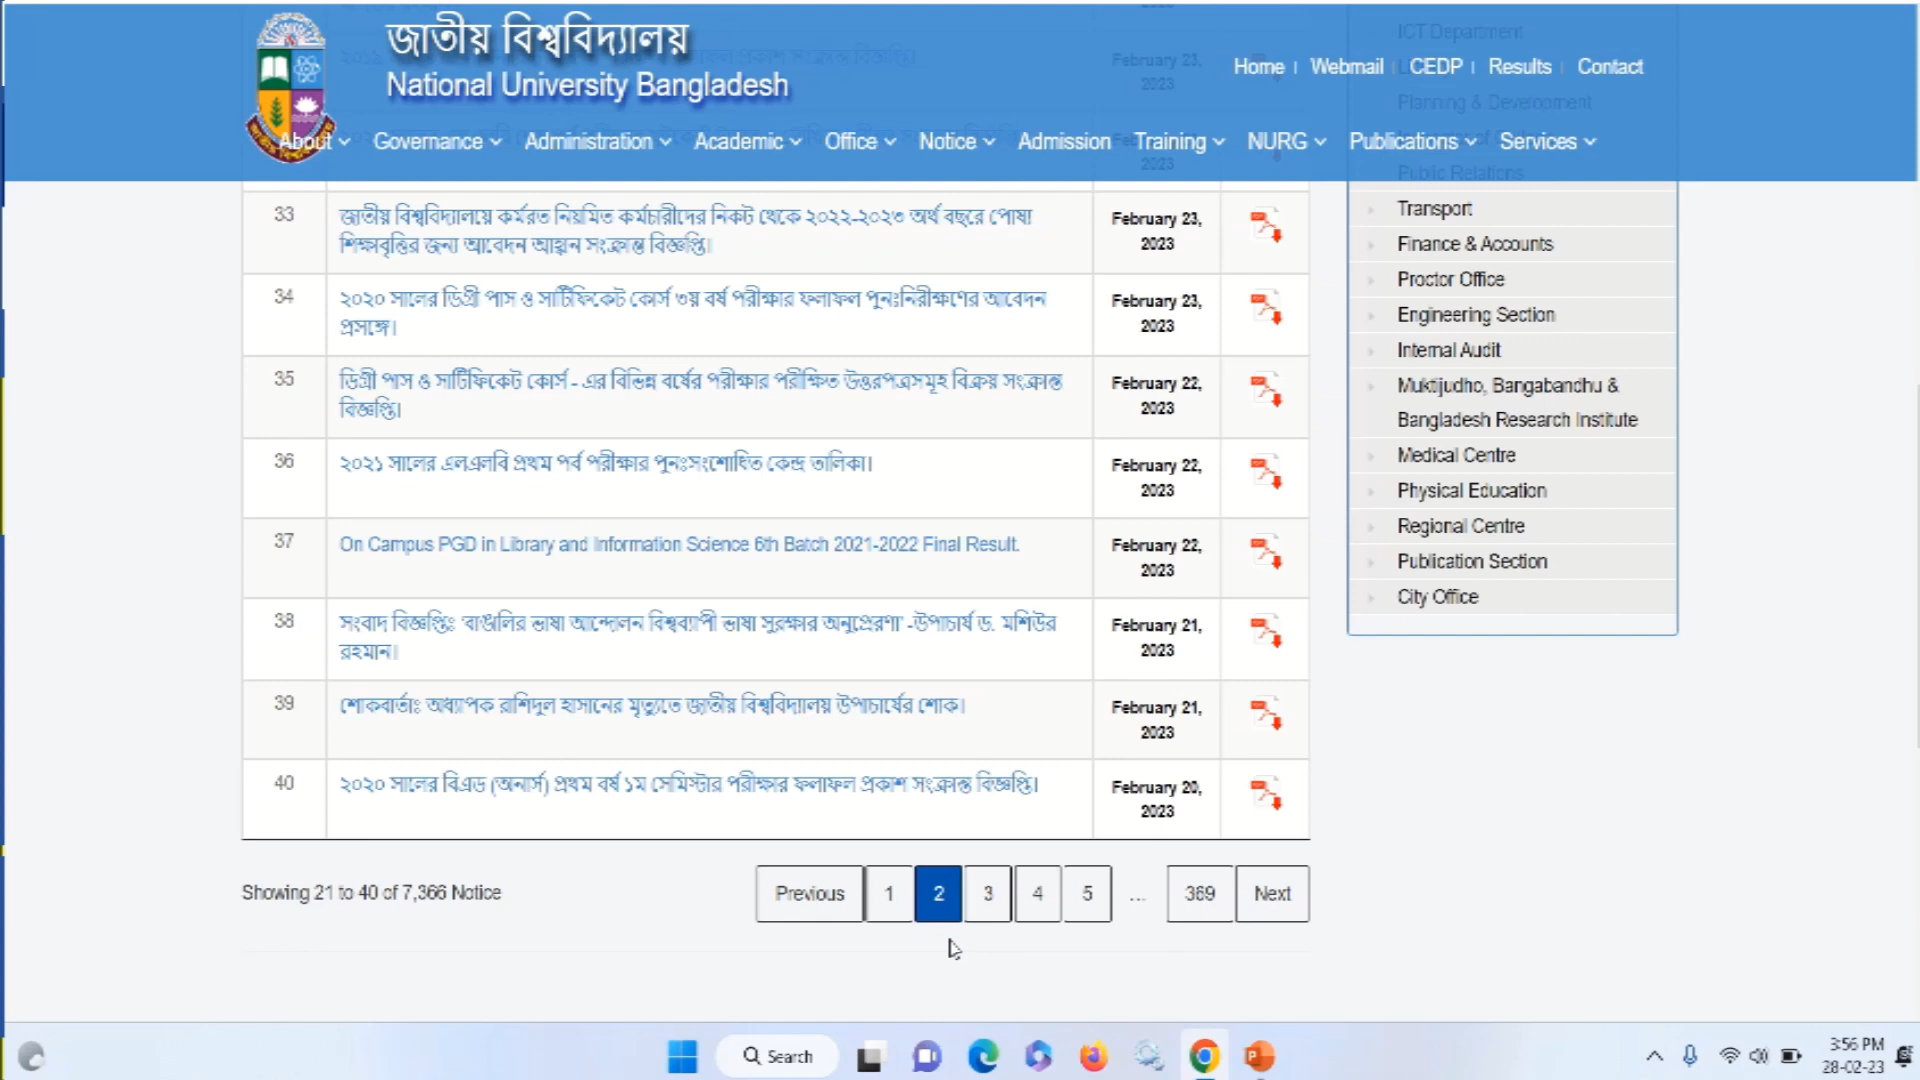 জাতীয় বিশ্ববিদ্যালয়
National University Bangladesh
Home
Webmail
CEDP
Results
Contact
About
Governance
Administration
Academic
Office
Notice
Admission
Training
NURG
Publications
Services
ICT Department
Planning & Development
Public Relations
33
জাতীয় বিশ্ববিদ্যালয়ে কর্মরত নিয়মিত কর্মচারীদের নিকট থেকে ২০২২-২০২৩ অর্থ বছরে পোষ্য
শিক্ষাবৃত্তির জন্য আবেদন আহ্বান সংক্রান্ত বিজ্ঞপ্তি।
February 23,
2023
34
২০২০ সালের ডিগ্রী পাস ও সার্টিফিকেট কোর্স ৩য় বর্ষ পরীক্ষার ফলাফল পুনঃনিরীক্ষণের আবেদন
প্রসঙ্গে।
February 23,
2023
35
ডিগ্রী পাস ও সার্টিফিকেট কোর্স - এর বিভিন্ন বর্ষের পরীক্ষার পরীক্ষিত উত্তরপত্রসমূহ বিক্রয় সংক্রান্ত
বিজ্ঞপ্তি।
February 22,
2023
36
২০২১ সালের এলএলবি প্রথম পর্ব পরীক্ষার পুনঃসংশোধিত কেন্দ্র তালিকা।
February 22,
2023
37
On Campus PGD in Library and Information Science 6th Batch 2021-2022 Final Result.
February 22,
2023
38
সংবাদ বিজ্ঞপ্তিঃ 'বাঙালির ভাষা আন্দোলন বিশ্বব্যাপী ভাষা সুরক্ষার অনুপ্রেরণা' -উপাচার্য ড. মশিউর
রহমান।
February 21,
2023
39
শোকবার্তাঃ অধ্যাপক রাশিদুল হাসানের মৃত্যুতে জাতীয় বিশ্ববিদ্যালয় উপাচার্যের শোক।
February 21,
2023
40
২০২০ সালের বিএড (অনার্স) প্রথম বর্ষ ১ম সেমিস্টার পরীক্ষার ফলাফল প্রকাশ সংক্রান্ত বিজ্ঞপ্তি।
February 20,
2023
Transport
Finance & Accounts
Proctor Office
Engineering Section
Internal Audit
Muktijudho, Bangabandhu &
Bangladesh Research Institute
Medical Centre
Physical Education
Regional Centre
Publication Section
City Office
Showing 21 to 40 of 7,366 Notice
Previous
1
2
3
4
5
...
369
Next
Search
3:56 PM
28-02-23